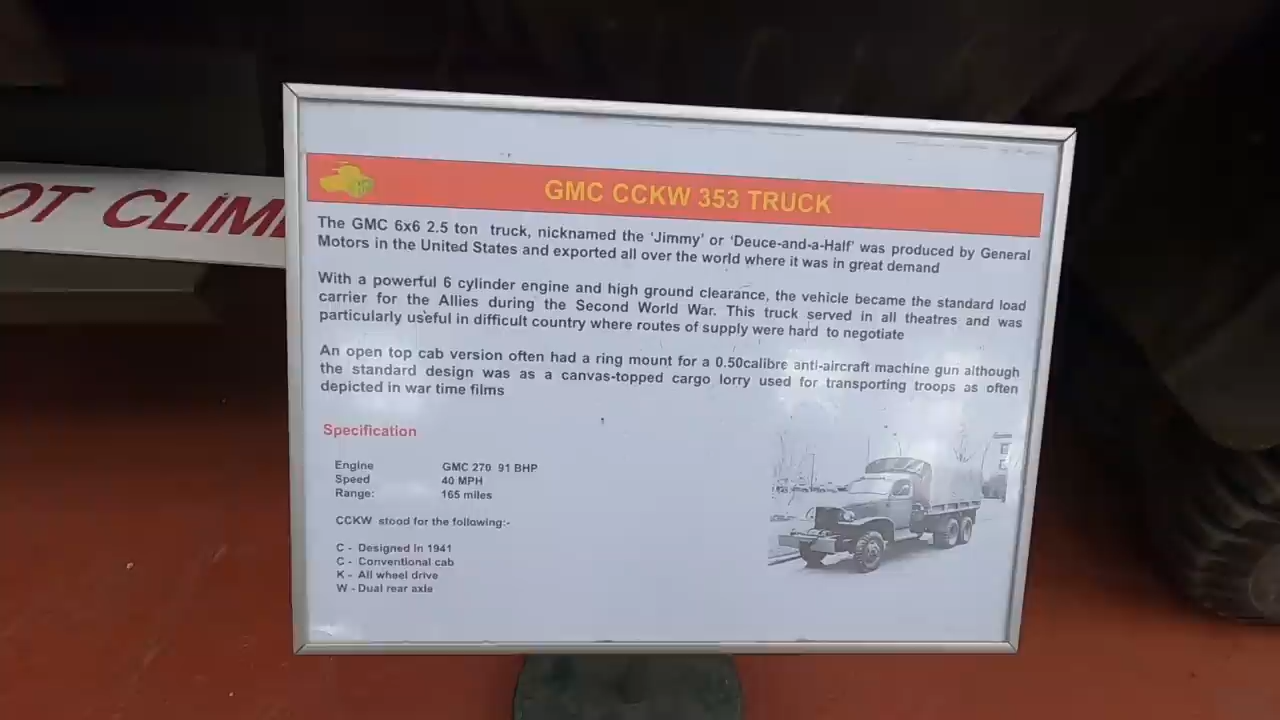 OT CLIM
GMC CCKW 353 TRUCK
The GMC 6x6 2.5 ton truck, nicknamed the 'Jimmy' or 'Deuce-and-a-Half' was produced by General
Motors in the United States and exported all over the world where it was in great demand
With a powerful 6 cylinder engine and high ground clearance, the vehicle became the standard load
carrier for the Allies during the Second World War. This truck served in all theatres and was
particularly useful in difficult country where routes of supply were hard to negotiate
An open top cab version often had a ring mount for a 0.50calibre anti-aircraft machine gun although
the standard design was as a canvas-topped cargo lorry used for transporting troops as often
depicted in war time films
Specification
Engine GMC 270 91 BHP
Speed 40 MPH
Range: 165 miles
CCKW stood for the following:-
C - Designed in 1941
C - Conventional cab
K - All wheel drive
W - Dual rear axle